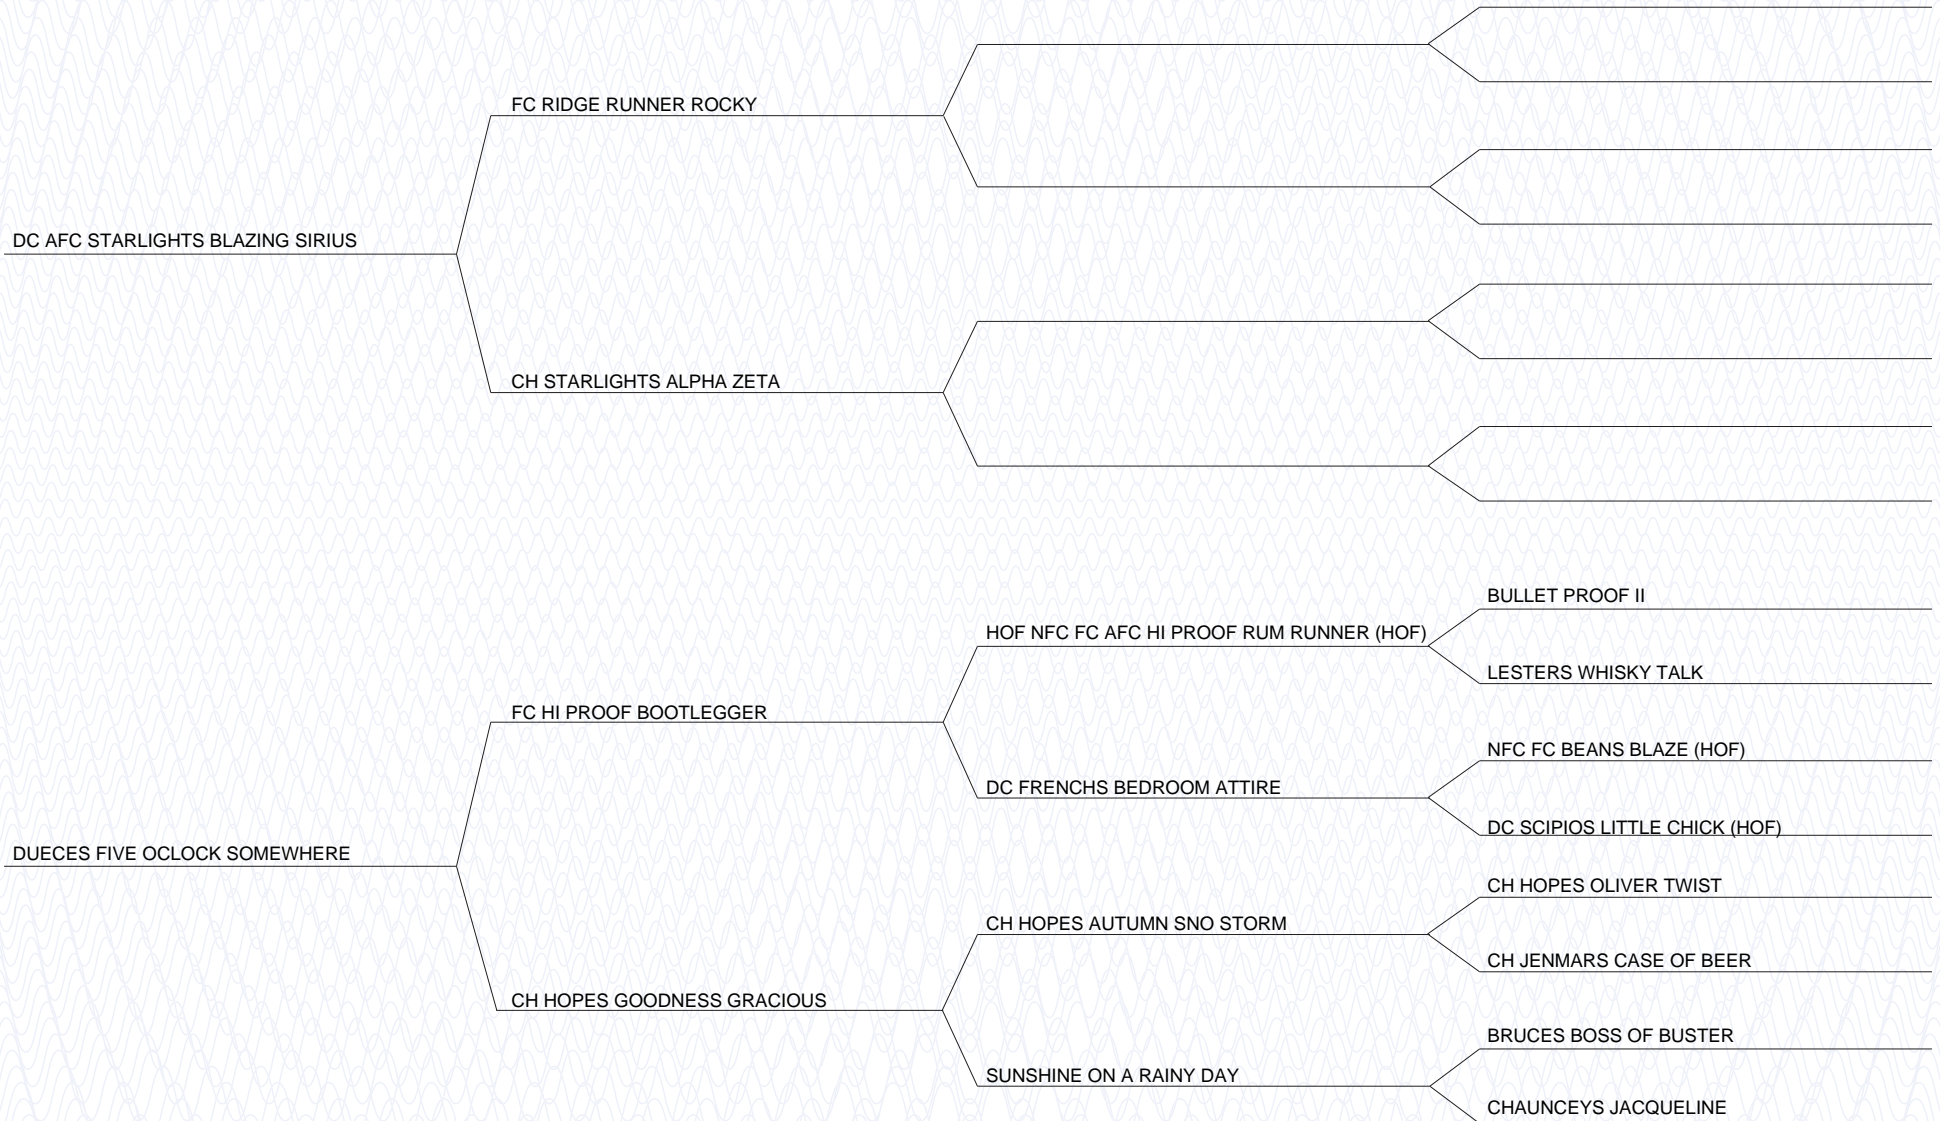 FC RIDGE RUNNER ROCKY
DC AFC STARLIGHTS BLAZING SIRIUS
CH STARLIGHTS ALPHA ZETA
BULLET PROOF II
HOF NFC FC AFC HI PROOF RUM RUNNER (HOF)
LESTERS WHISKY TALK
FC HI PROOF BOOTLEGGER
NFC FC BEANS BLAZE (HOF)
DC FRENCHS BEDROOM ATTIRE
DC SCIPIOS LITTLE CHICK (HOF)
DUECES FIVE OCLOCK SOMEWHERE
CH HOPES OLIVER TWIST
CH HOPES AUTUMN SNO STORM
CH JENMARS CASE OF BEER
CH HOPES GOODNESS GRACIOUS
BRUCES BOSS OF BUSTER
SUNSHINE ON A RAINY DAY
CHAUNCEYS JACQUELINE